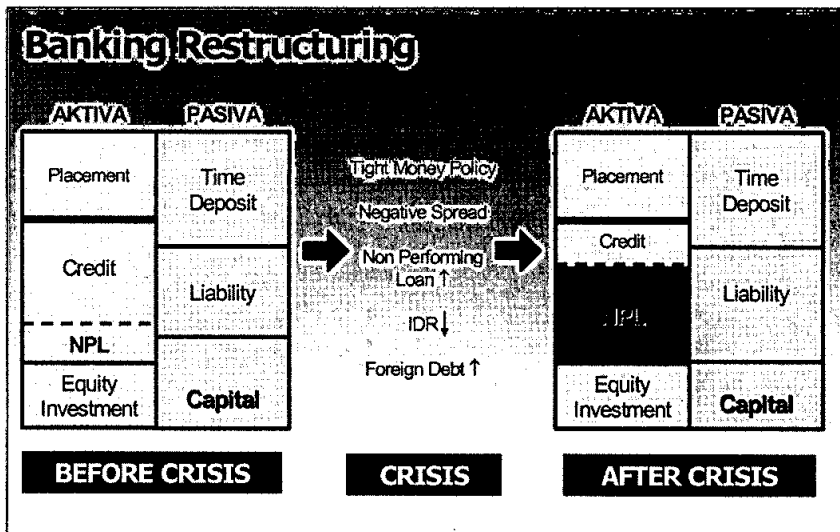 Banking Restructuring
AKTIVA PASIVA
Placement
Credit
NPL
Equity
Investment
Time
Deposit
Liability
Capital
BEFORE CRISIS
Tight Money Policy
Negative Spread
Non Performing
Loan ↑
IDR ↓
Foreign Debt ↑
CRISIS
AKTIVA PASIVA
Placement
Credit
NPL
Equity
Investment
Time
Deposit
Liability
Capital
AFTER CRISIS